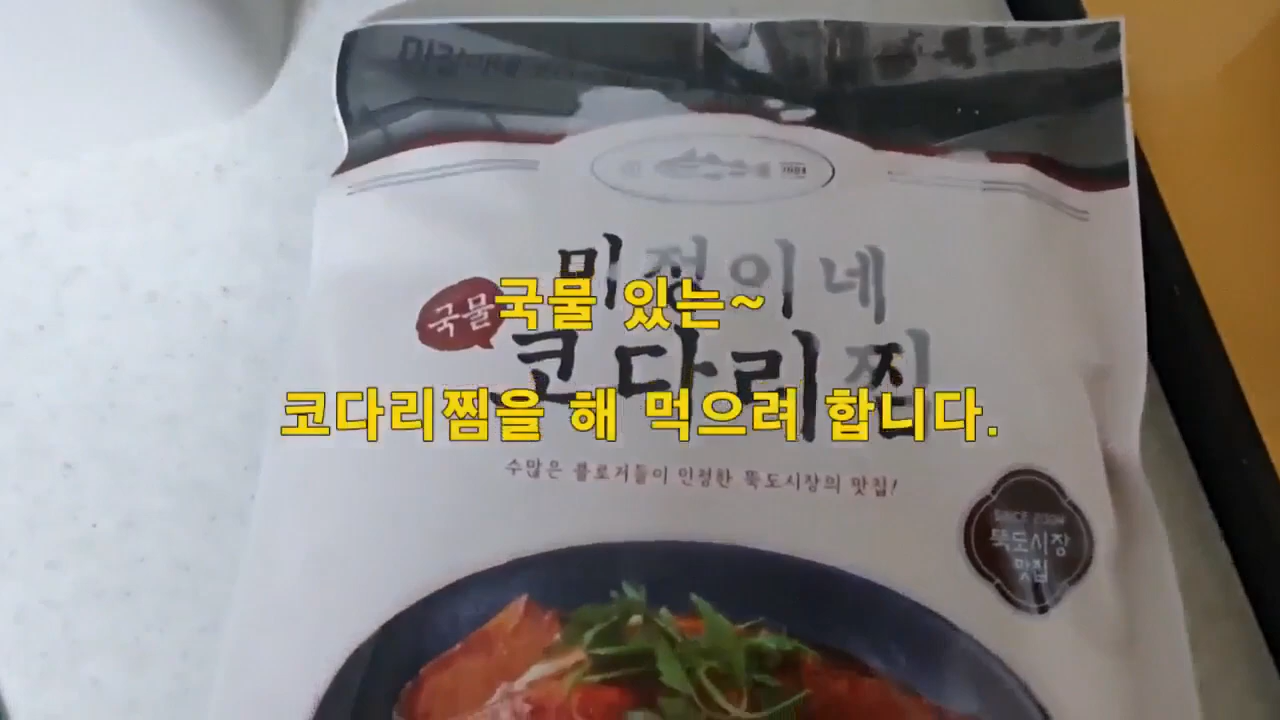 미정이네
국물
국물 있는~
코다리찜
코다리찜을 해 먹으려 합니다.
수많은 블로거들이 인정한 뚝도시장의 맛집!
SINCE 2004
뚝도시장
맛집